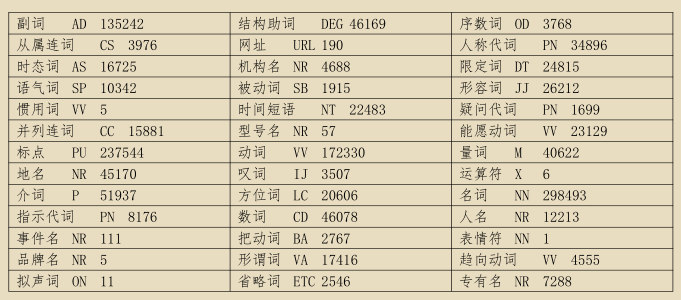 副词 AD 135242 结构助词 DEG 46169 序数词 OD 3768
从属连词 CS 3976 网址 URL 190 人称代词 PN 34896
时态词 AS 16725 机构名 NR 4688 限定词 DT 24815
语气词 SP 10342 被动词 SB 1915 形容词 JJ 26212
惯用词 VV 5 时间短语 NT 22483 疑问代词 PN 1699
并列连词 CC 15881 型号名 NR 57 能愿动词 VV 23129
标点 PU 237544 动词 VV 172330 量词 M 40622
地名 NR 45170 叹词 IJ 3507 运算符 X 6
介词 P 51937 方位词 LC 20606 名词 NN 298493
指示代词 PN 8176 数词 CD 46078 人名 NR 12213
事件名 NR 111 把动词 BA 2767 表情符 NN 1
品牌名 NR 5 形谓词 VA 17416 趋向动词 VV 4555
拟声词 ON 11 省略词 ETC 2546 专有名 NR 7288